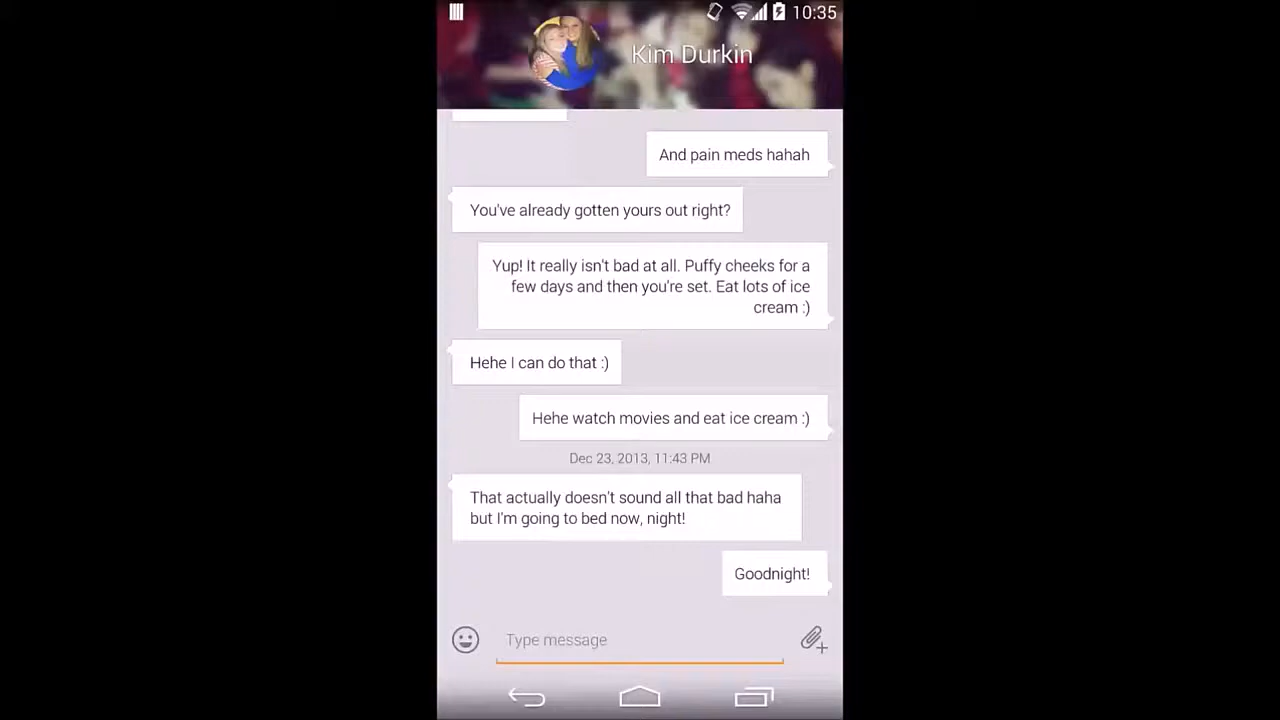 10:35
Kim Durkin
And pain meds hahah
You've already gotten yours out right?
Yup! It really isn't bad at all. Puffy cheeks for a
few days and then you're set. Eat lots of ice
cream :)
Hehe I can do that :)
Hehe watch movies and eat ice cream :)
Dec 23, 2013, 11:43 PM
That actually doesn't sound all that bad haha
but I'm going to bed now, night!
Goodnight!
Type message